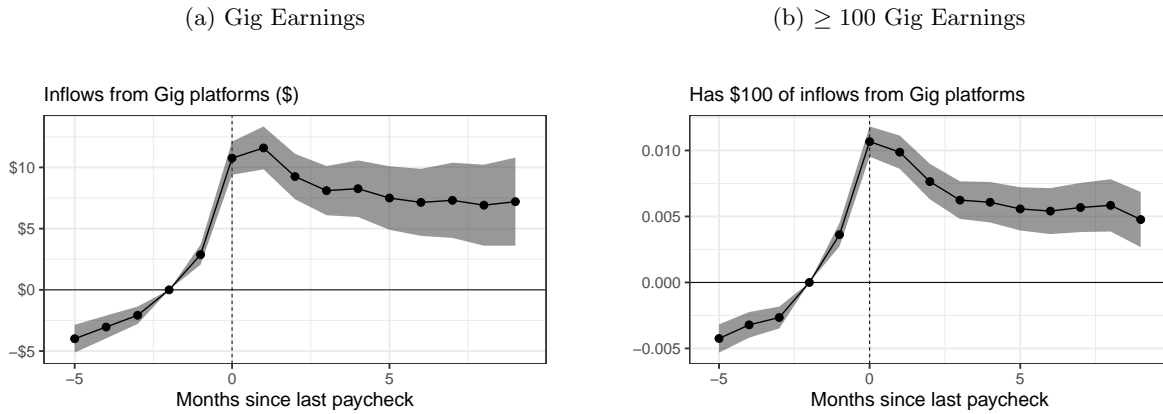 (a) Gig Earnings
Inflows from Gig platforms ($)
$10
$5
$0
−$5
−5 0 5
Months since last paycheck
(b) ≥ 100 Gig Earnings
Has $100 of inflows from Gig platforms
0.010
0.005
0.000
−0.005
−5 0 5
Months since last paycheck